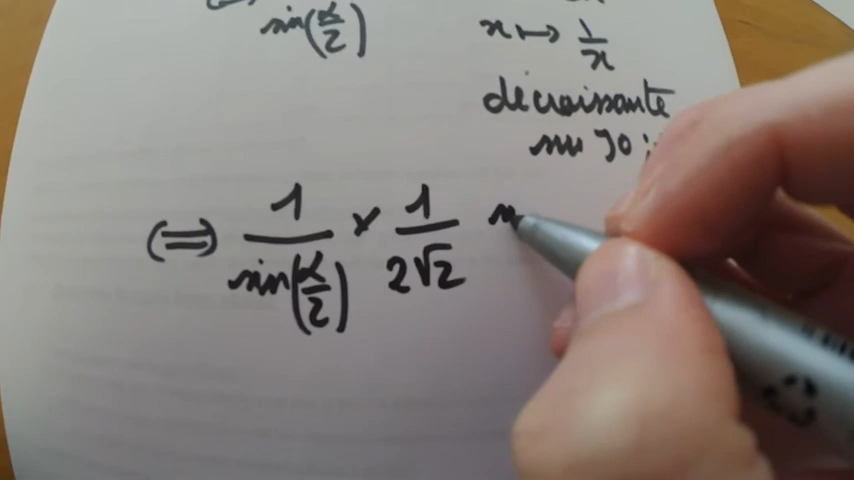 sin(α/2)
x ↦ 1/x
décroissante
sur ]0 ;
(⇔) 1/sin(α/2) × 1/(2√2)